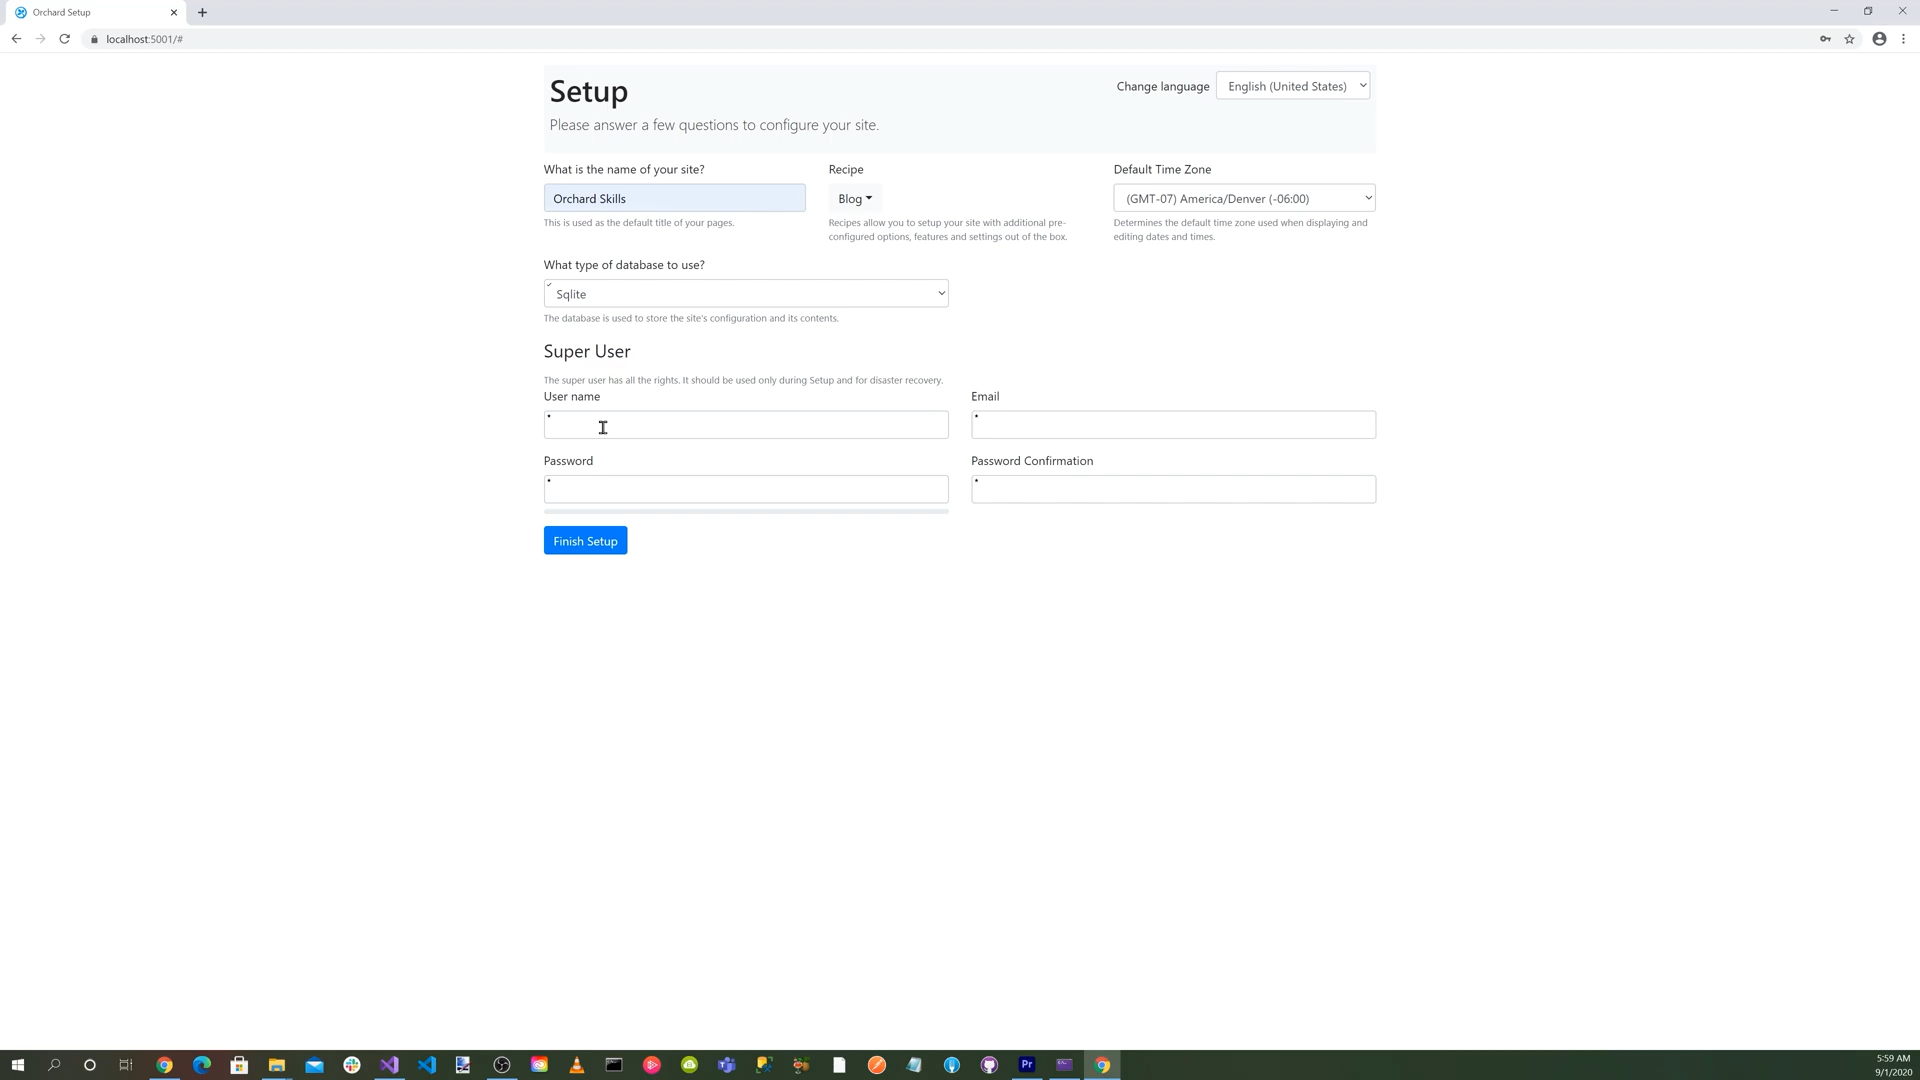 Orchard Setup
localhost:5001/#
Setup
Change language
English (United States)
Please answer a few questions to configure your site.
What is the name of your site?
Recipe
Default Time Zone
Orchard Skills
Blog
(GMT-07) America/Denver (-06:00)
This is used as the default title of your pages.
Recipes allow you to setup your site with additional pre-
configured options, features and settings out of the box.
Determines the default time zone used when displaying and
editing dates and times.
What type of database to use?
Sqlite
The database is used to store the site's configuration and its contents.
Super User
The super user has all the rights. It should be used only during Setup and for disaster recovery.
User name
Email
*
*
Password
Password Confirmation
*
*
Finish Setup
Pr
5:59 AM
9/1/2020